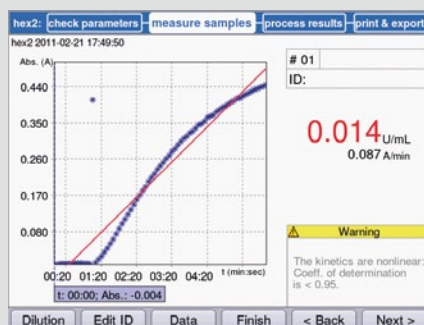 hex2: check parameters measure samples process results print & export
hex2 2011-02-21 17:49:50
Abs. (A)
0.440
0.350
0.260
0.170
0.080
00:20 01:20 02:20 03:20 04:20 t (min:sec)
t: 00:00; Abs.: -0.004
# 01
ID:
0.014 U/mL
0.087 A/min
Warning
The kinetics are nonlinear:
Coeff. of determination
is < 0.95.
Dilution Edit ID Data Finish < Back Next >